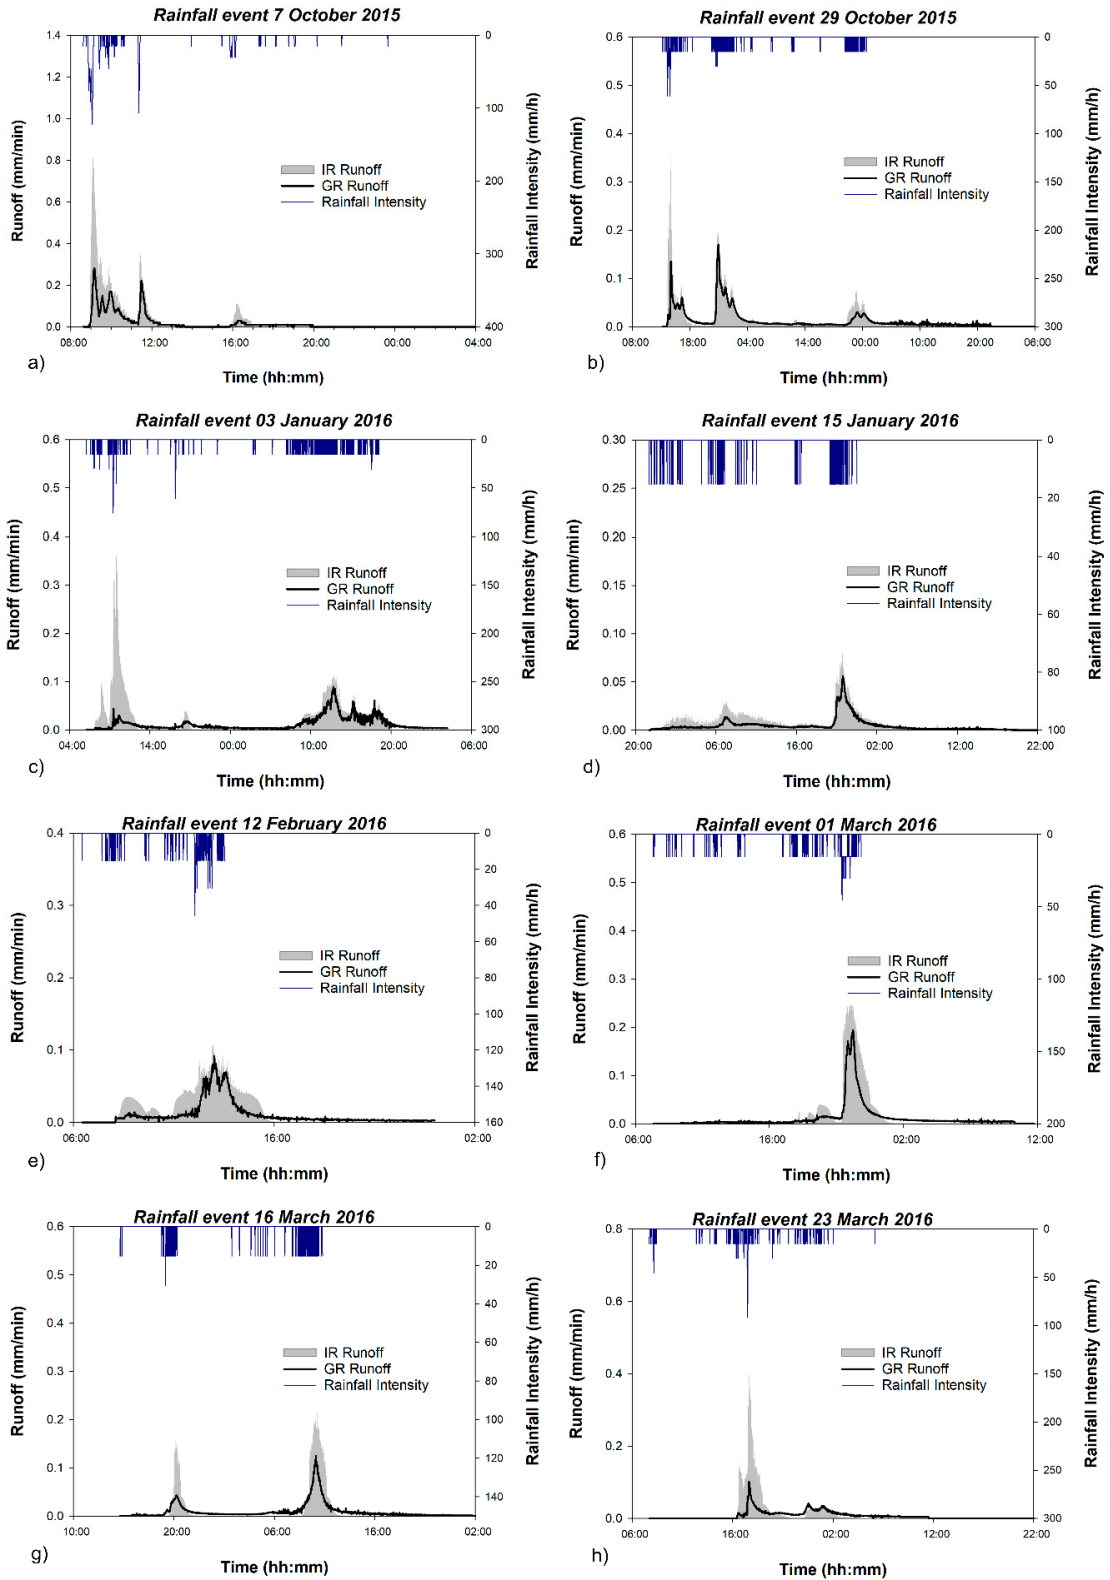 Rainfall event 7 October 2015
1.4
1.2
1.0
0.8
0.6
0.4
0.2
0.0
0
100
200
300
400
08:00 12:00 16:00 20:00 00:00 04:00
Runoff (mm/min)
Rainfall Intensity (mm/h)
IR Runoff
GR Runoff
Rainfall Intensity
Time (hh:mm)
a)
Rainfall event 29 October 2015
0.6
0.5
0.4
0.3
0.2
0.1
0.0
0
50
100
150
200
250
300
08:00 18:00 04:00 14:00 00:00 10:00 20:00 06:00
Runoff (mm/min)
Rainfall Intensity (mm/h)
IR Runoff
GR Runoff
Rainfall Intensity
Time (hh:mm)
b)
Rainfall event 03 January 2016
0.6
0.5
0.4
0.3
0.2
0.1
0.0
0
50
100
150
200
250
300
04:00 14:00 00:00 10:00 20:00 06:00
Runoff (mm/min)
Rainfall Intensity (mm/h)
IR Runoff
GR Runoff
Rainfall Intensity
Time (hh:mm)
c)
Rainfall event 15 January 2016
0.30
0.25
0.20
0.15
0.10
0.05
0.00
0
20
40
60
80
100
20:00 06:00 16:00 02:00 12:00 22:00
Runoff (mm/min)
Rainfall Intensity (mm/h)
IR Runoff
GR Runoff
Rainfall Intensity
Time (hh:mm)
d)
Rainfall event 12 February 2016
0.4
0.3
0.2
0.1
0.0
0
20
40
60
80
100
120
140
160
06:00 16:00 02:00
Runoff (mm/min)
Rainfall Intensity (mm/h)
IR Runoff
GR Runoff
Rainfall Intensity
Time (hh:mm)
e)
Rainfall event 01 March 2016
0.6
0.5
0.4
0.3
0.2
0.1
0.0
0
50
100
150
200
06:00 16:00 02:00 12:00
Runoff (mm/min)
Rainfall Intensity (mm/h)
IR Runoff
GR Runoff
Rainfall Intensity
Time (hh:mm)
f)
Rainfall event 16 March 2016
0.6
0.5
0.4
0.3
0.2
0.1
0.0
0
20
40
60
80
100
120
140
10:00 20:00 06:00 16:00 02:00
Runoff (mm/min)
Rainfall Intensity (mm/h)
IR Runoff
GR Runoff
Rainfall Intensity
Time (hh:mm)
g)
Rainfall event 23 March 2016
0.8
0.6
0.4
0.2
0.0
0
50
100
150
200
250
300
06:00 16:00 02:00 12:00 22:00
Runoff (mm/min)
Rainfall Intensity (mm/h)
IR Runoff
GR Runoff
Rainfall Intensity
Time (hh:mm)
h)